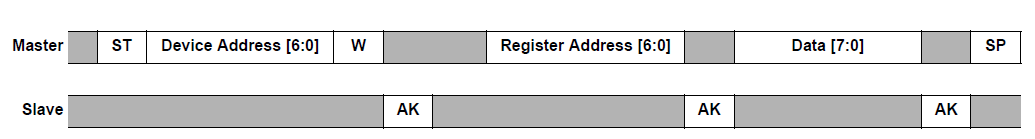 Master ST Device Address [6:0] W Register Address [6:0] Data [7:0] SP
Slave AK AK AK